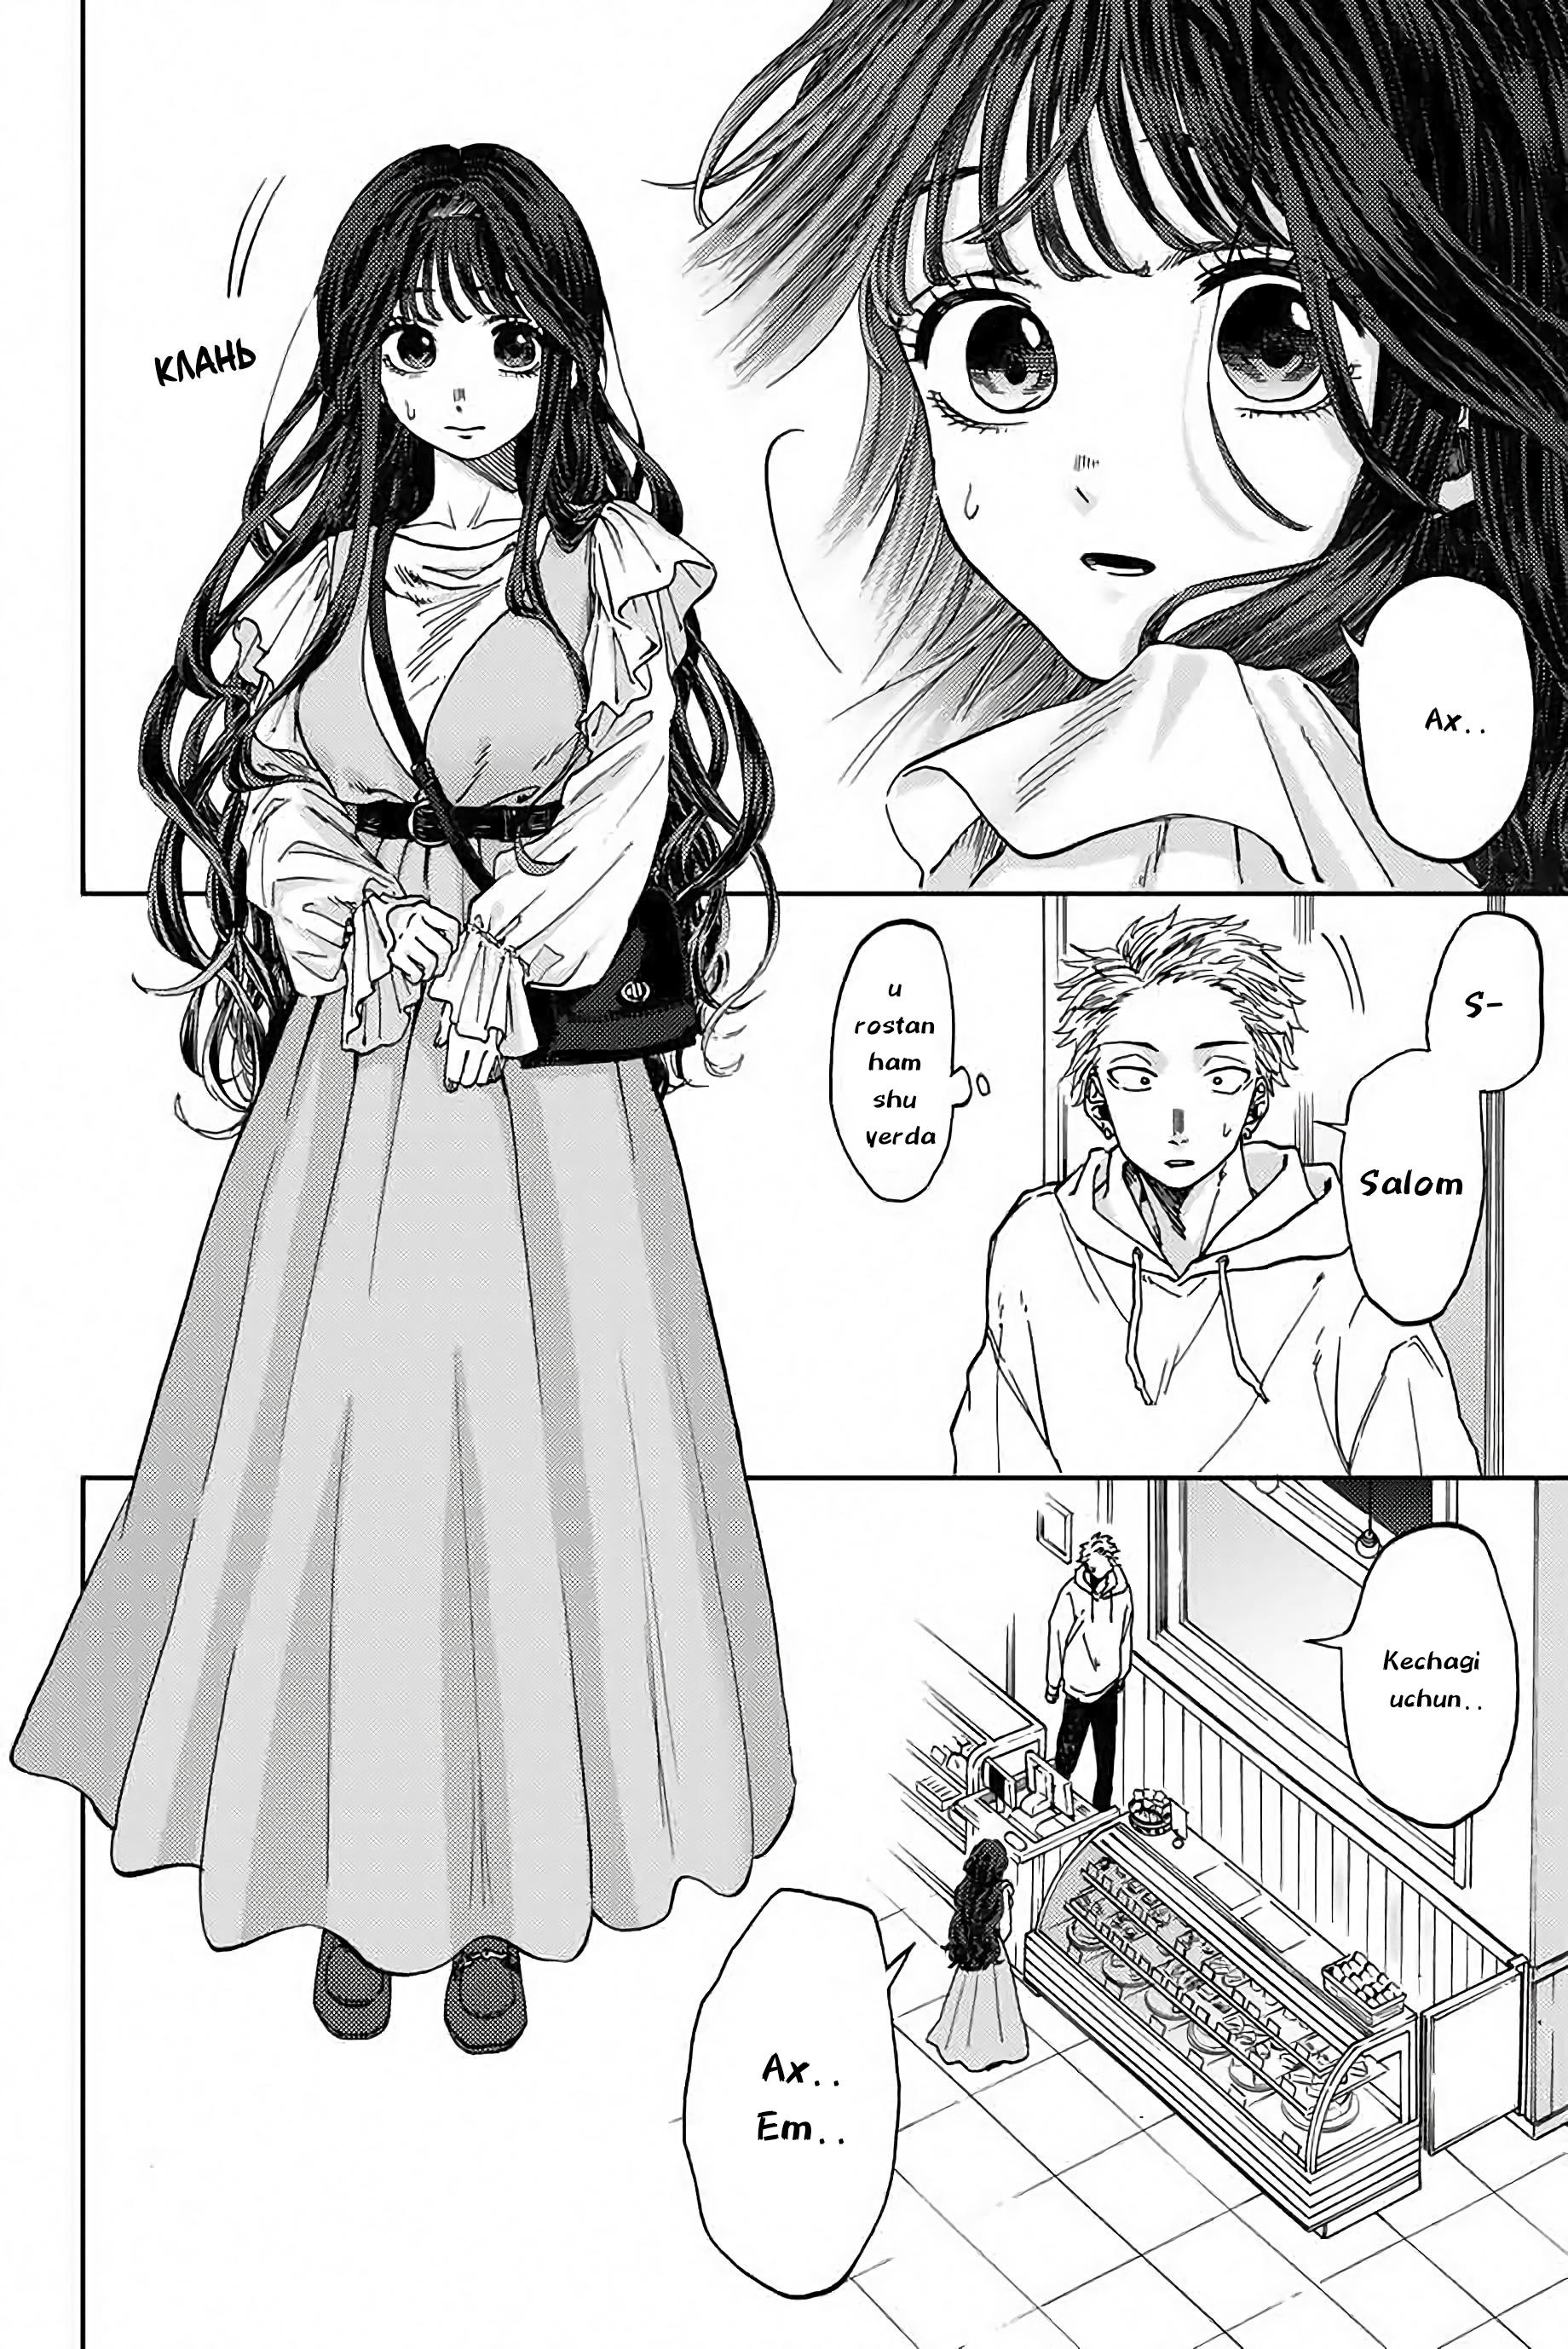 Ax..
КЛАНЬ
S-
Salom
u
rostan
ham
shu
yerda
Kechagi
uchun..
Ax..
Em..